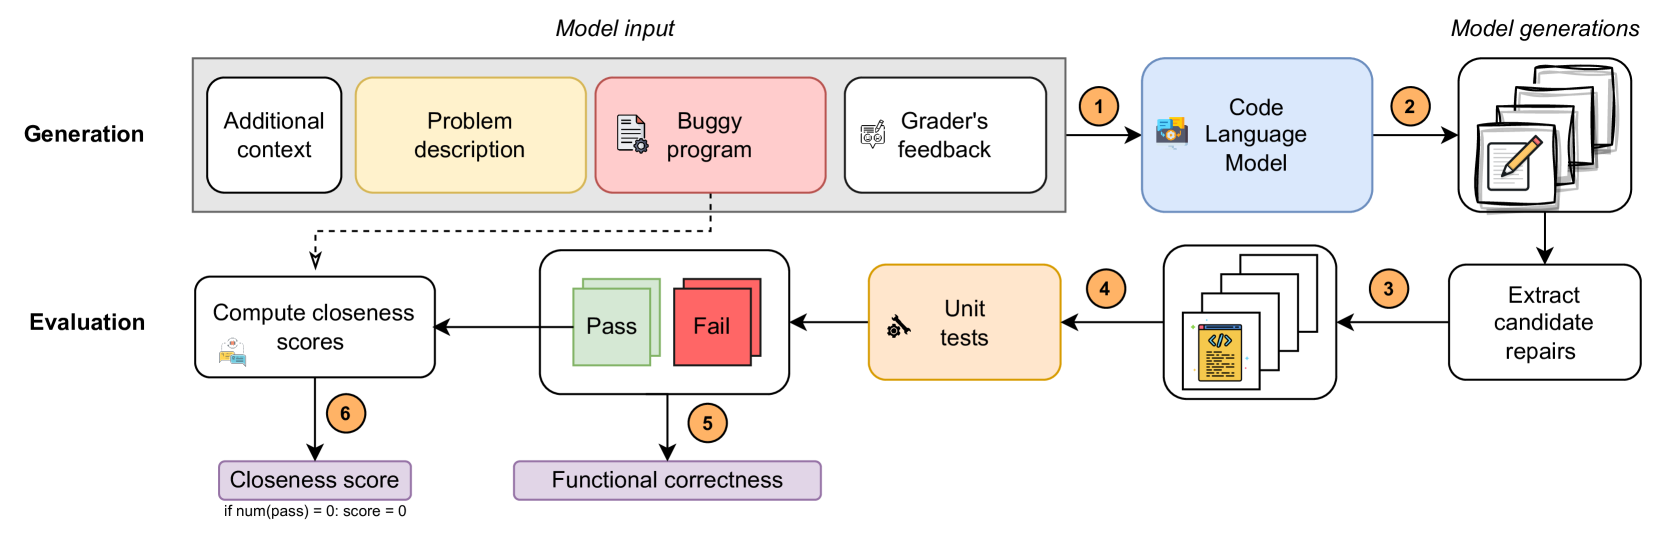 Model input
Model generations
Generation
Additional
context
Problem
description
Buggy
program
Grader's
feedback
1
Code
Language
Model
2
Evaluation
Compute closeness
scores
Pass
Fail
Unit
tests
4
3
Extract
candidate
repairs
6
5
Closeness score
Functional correctness
if num(pass) = 0: score = 0